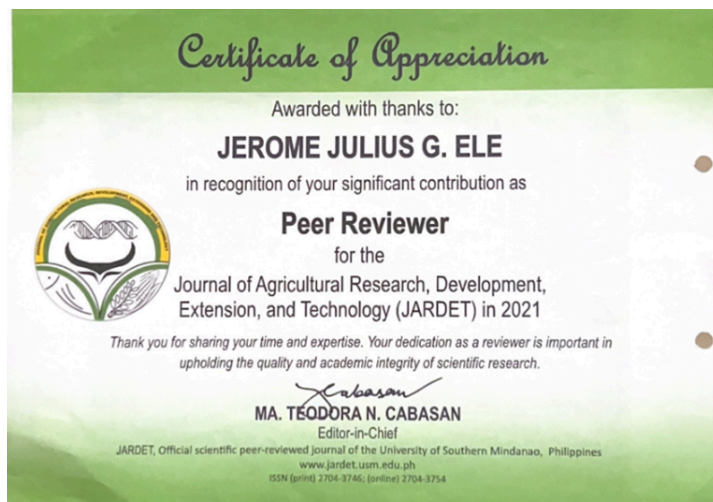 Certificate of Appreciation
Awarded with thanks to:
JEROME JULIUS G. ELE
in recognition of your significant contribution as
Peer Reviewer
for the
Journal of Agricultural Research, Development,
Extension, and Technology (JARDET) in 2021
Thank you for sharing your time and expertise. Your dedication as a reviewer is important in
upholding the quality and academic integrity of scientific research.
Cabasan
MA. TEODORA N. CABASAN
Editor-in-Chief
JARDET, Official scientific peer-reviewed journal of the University of Southern Mindanao, Philippines
www.jardet.usm.edu.ph
ISSN (print) 2704-3746; (online) 2704-3754